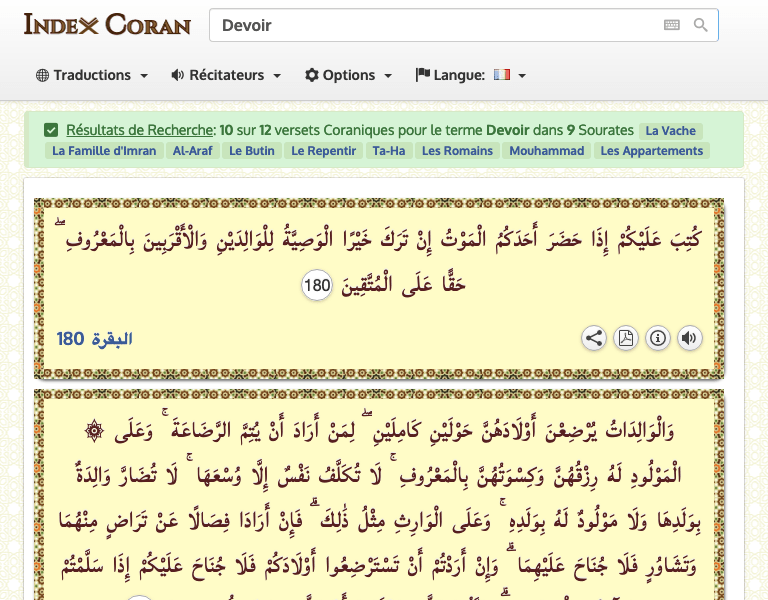 INDEX CORAN
Devoir
Traductions Récitateurs Options Langue:
Résultats de Recherche: 10 sur 12 versets Coraniques pour le terme Devoir dans 9 Sourates La Vache
La Famille d'Imran Al-Araf Le Butin Le Repentir Ta-Ha Les Romains Mouhammad Les Appartements
كُتِبَ عَلَيْكُمْ إِذَا حَضَرَ أَحَدَكُمُ الْمَوْتُ إِنْ تَرَكَ خَيْرًا الْوَصِيَّةُ لِلْوَالِدَيْنِ وَالْأَقْرَبِينَ بِالْمَعْرُوفِ ۖ
حَقًّا عَلَى الْمُتَّقِينَ 180
البقرة 180
وَالْوَالِدَاتُ يُرْضِعْنَ أَوْلَادَهُنَّ حَوْلَيْنِ كَامِلَيْنِ ۖ لِمَنْ أَرَادَ أَنْ يُتِمَّ الرَّضَاعَةَ ۚ وَعَلَى ۞
الْمَوْلُودِ لَهُ رِزْقُهُنَّ وَكِسْوَتُهُنَّ بِالْمَعْرُوفِ ۚ لَا تُكَلَّفُ نَفْسٌ إِلَّا وُسْعَهَا ۚ لَا تُضَارَّ وَالِدَةٌ
بِوَلَدِهَا وَلَا مَوْلُودٌ لَهُ بِوَلَدِهِ ۚ وَعَلَى الْوَارِثِ مِثْلُ ذَٰلِكَ ۗ فَإِنْ أَرَادَا فِصَالًا عَنْ تَرَاضٍ مِنْهُمَا
وَتَشَاوُرٍ فَلَا جُنَاحَ عَلَيْهِمَا ۗ وَإِنْ أَرَدْتُمْ أَنْ تَسْتَرْضِعُوا أَوْلَادَكُمْ فَلَا جُنَاحَ عَلَيْكُمْ إِذَا سَلَّمْتُمْ